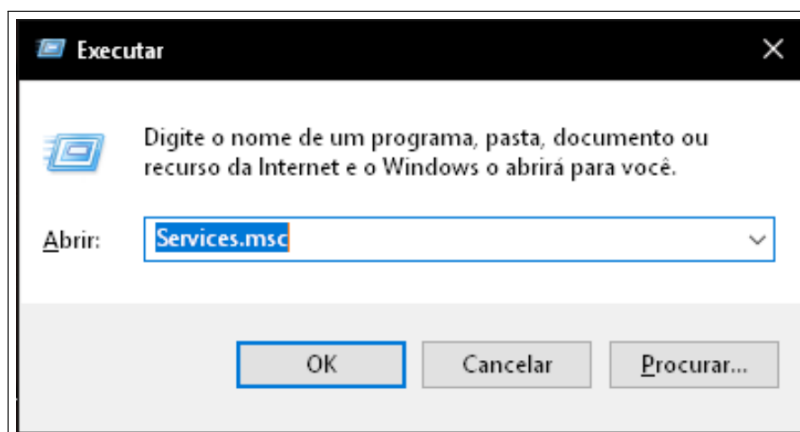 Executar
Digite o nome de um programa, pasta, documento ou
recurso da Internet e o Windows o abrirá para você.
Abrir: Services.msc
OK Cancelar Procurar...